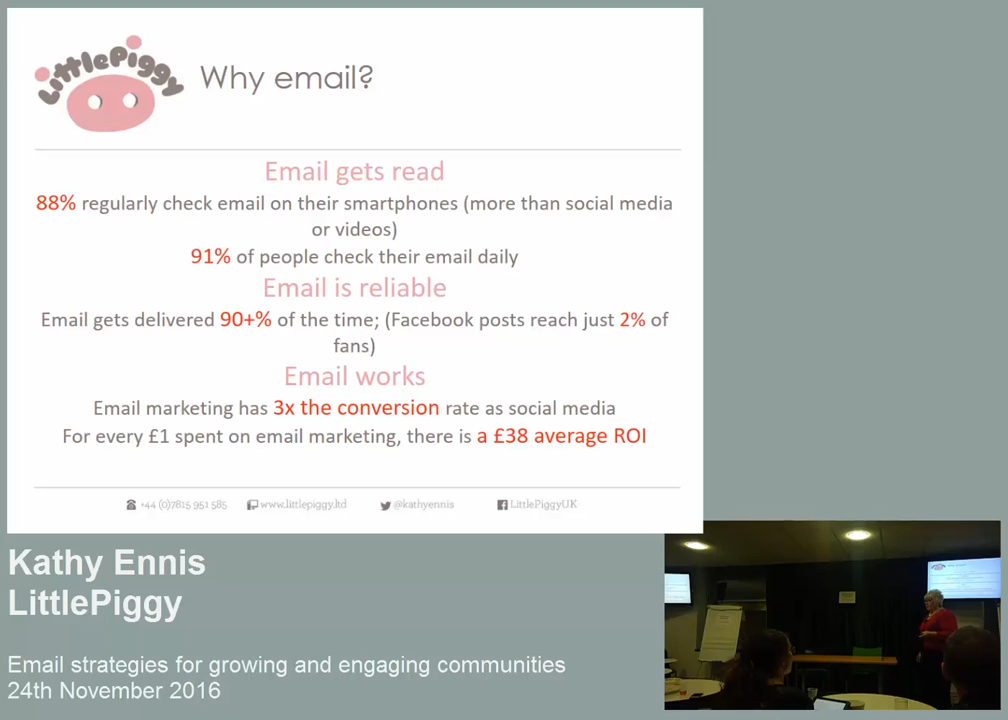 LittlePiggy
Why email?
Email gets read
88% regularly check email on their smartphones (more than social media
or videos)
91% of people check their email daily
Email is reliable
Email gets delivered 90+% of the time; (Facebook posts reach just 2% of
fans)
Email works
Email marketing has 3x the conversion rate as social media
For every £1 spent on email marketing, there is a £38 average ROI
+44 (0)7815 951 585
www.littlepiggy.ltd
@kathyennis
LittlePiggyUK
Kathy Ennis
LittlePiggy
Email strategies for growing and engaging communities
24th November 2016